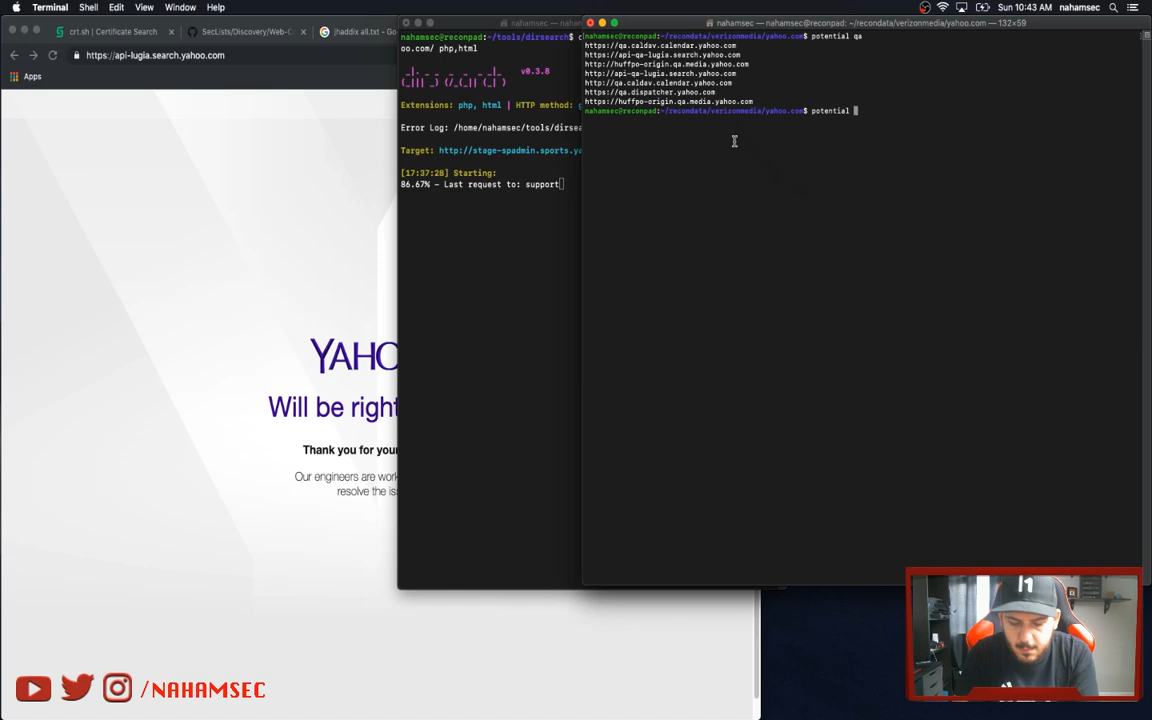 Terminal Shell Edit View Window Help
Sun 10:43 AM nahamsec
crt.sh | Certificate Search
SecLists/Discovery/Web-C
jhaddix all.txt - Go
https://api-lugia.search.yahoo.com
Apps
YAHO
Will be right
Thank you for your
Our engineers are work
resolve the is
nahamsec — naham
nahamsec@reconpad:~/tools/dirsearch$ c
oo.com/ php,html
v0.3.8
Extensions: php, html | HTTP method: g
Error Log: /home/nahamsec/tools/dirsea
Target: http://stage-spadmin.sports.ya
[17:37:28] Starting:
86.67% - Last request to: support
nahamsec — nahamsec@reconpad: ~/recondata/verizonmedia/yahoo.com — 132×59
nahamsec@reconpad:~/recondata/verizonmedia/yahoo.com$ potential qa
https://qa.caldav.calendar.yahoo.com
https://api-qa-lugia.search.yahoo.com
http://huffpo-origin.qa.media.yahoo.com
http://api-qa-lugia.search.yahoo.com
http://qa.caldav.calendar.yahoo.com
https://qa.dispatcher.yahoo.com
https://huffpo-origin.qa.media.yahoo.com
nahamsec@reconpad:~/recondata/verizonmedia/yahoo.com$ potential
/NAHAMSEC